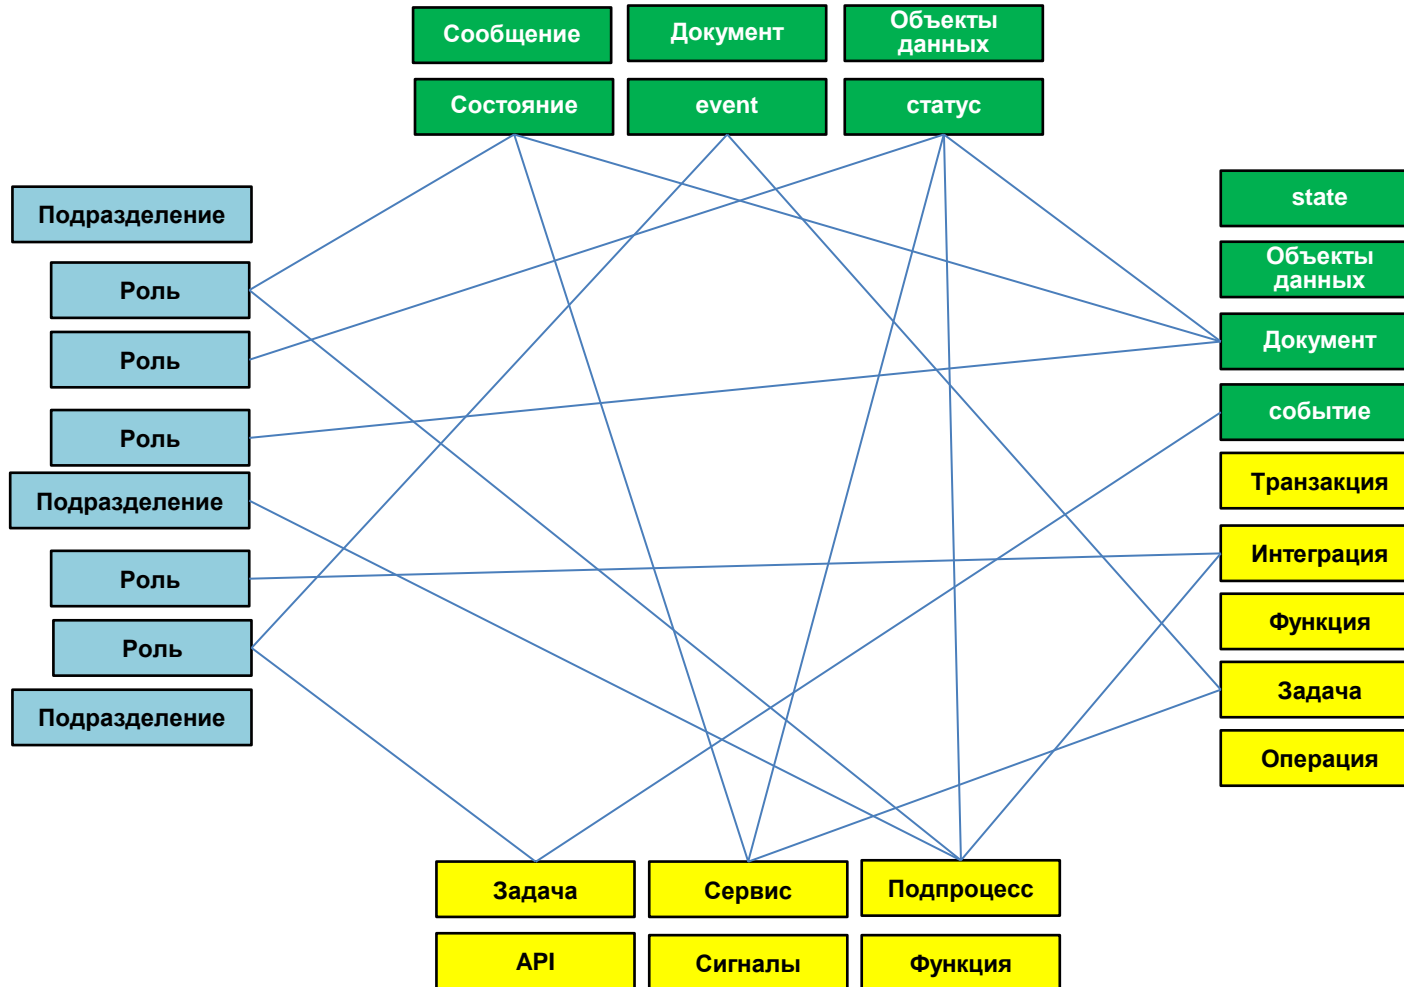 Сообщение
Документ
Объекты
данных
Состояние
event
статус
Подразделение
Роль
Роль
Роль
Подразделение
Роль
Роль
Подразделение
state
Объекты
данных
Документ
событие
Транзакция
Интеграция
Функция
Задача
Операция
Задача
Сервис
Подпроцесс
API
Сигналы
Функция